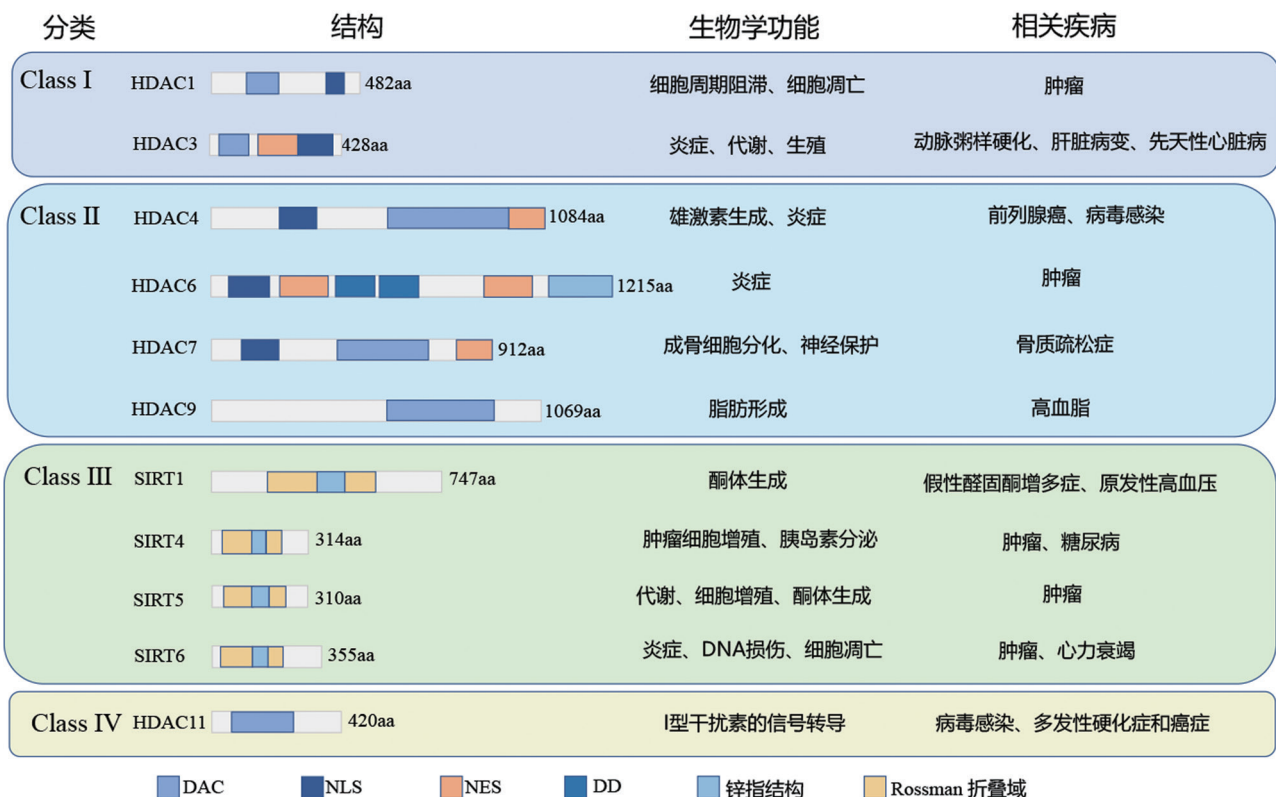 分类 结构 生物学功能 相关疾病
Class I HDAC1 482aa 细胞周期阻滞、细胞凋亡 肿瘤
HDAC3 428aa 炎症、代谢、生殖 动脉粥样硬化、肝脏病变、先天性心脏病
Class II HDAC4 1084aa 雄激素生成、炎症 前列腺癌、病毒感染
HDAC6 1215aa 炎症 肿瘤
HDAC7 912aa 成骨细胞分化、神经保护 骨质疏松症
HDAC9 1069aa 脂肪形成 高血脂
Class III SIRT1 747aa 酮体生成 假性醛固酮增多症、原发性高血压
SIRT4 314aa 肿瘤细胞增殖、胰岛素分泌 肿瘤、糖尿病
SIRT5 310aa 代谢、细胞增殖、酮体生成 肿瘤
SIRT6 355aa 炎症、DNA损伤、细胞凋亡 肿瘤、心力衰竭
Class IV HDAC11 420aa I型干扰素的信号转导 病毒感染、多发性硬化症和癌症
DAC NLS NES DD 锌指结构 Rossman 折叠域